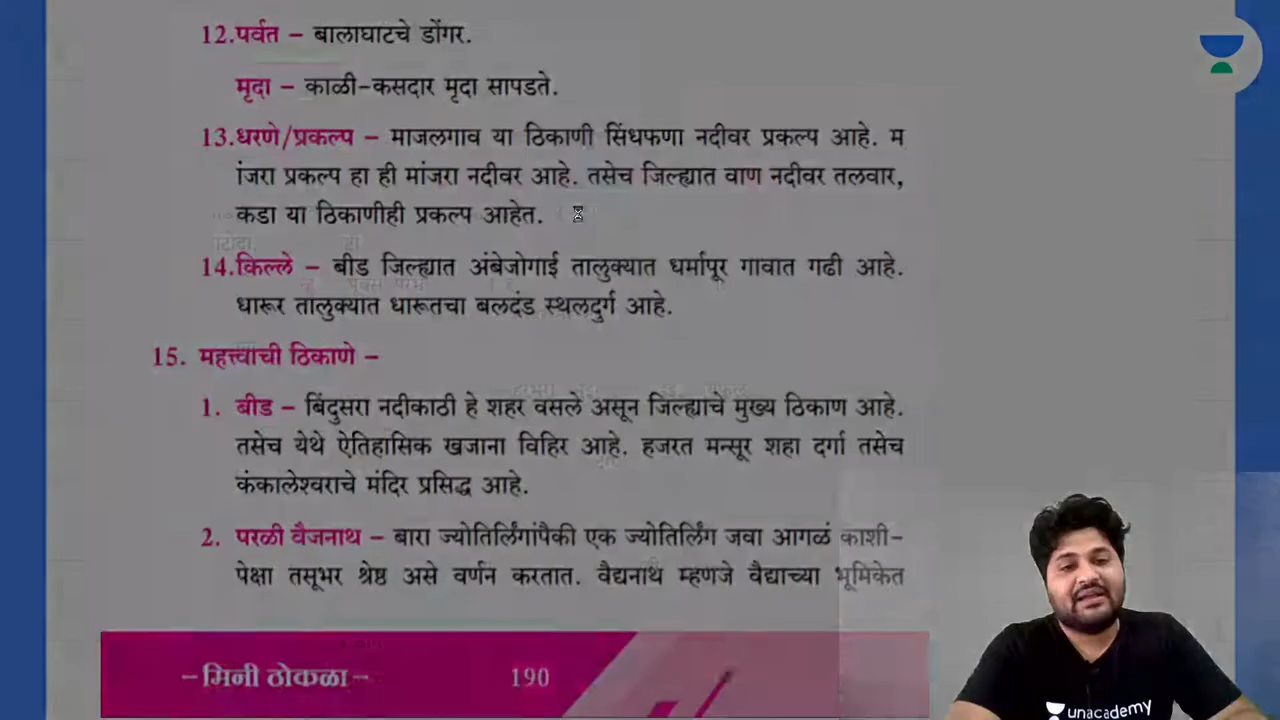 12.पर्वत – बालाघाटचे डोंगर.
मृदा – काळी-कसदार मृदा सापडते.
13.धरणे/प्रकल्प – माजलगाव या ठिकाणी सिंधफणा नदीवर प्रकल्प आहे. म
ांजरा प्रकल्प हा ही मांजरा नदीवर आहे. तसेच जिल्ह्यात वाण नदीवर तलवार,
कडा या ठिकाणीही प्रकल्प आहेत.
14.किल्ले – बीड जिल्ह्यात अंबेजोगाई तालुक्यात धर्मापूर गावात गढी आहे.
धारूर तालुक्यात धारूतचा बलदंड स्थलदुर्ग आहे.
15. महत्त्वाची ठिकाणे –
1. बीड – बिंदुसरा नदीकाठी हे शहर वसले असून जिल्ह्याचे मुख्य ठिकाण आहे.
तसेच येथे ऐतिहासिक खजाना विहिर आहे. हजरत मन्सूर शहा दर्गा तसेच
कंकालेश्वराचे मंदिर प्रसिद्ध आहे.
2. परळी वैजनाथ – बारा ज्योतिर्लिंगांपैकी एक ज्योतिर्लिंग जवा आगळं काशी-
पेक्षा तसूभर श्रेष्ठ असे वर्णन करतात. वैद्यनाथ म्हणजे वैद्याच्या भूमिकेत
–मिनी ठोकळा–
190
unacademy